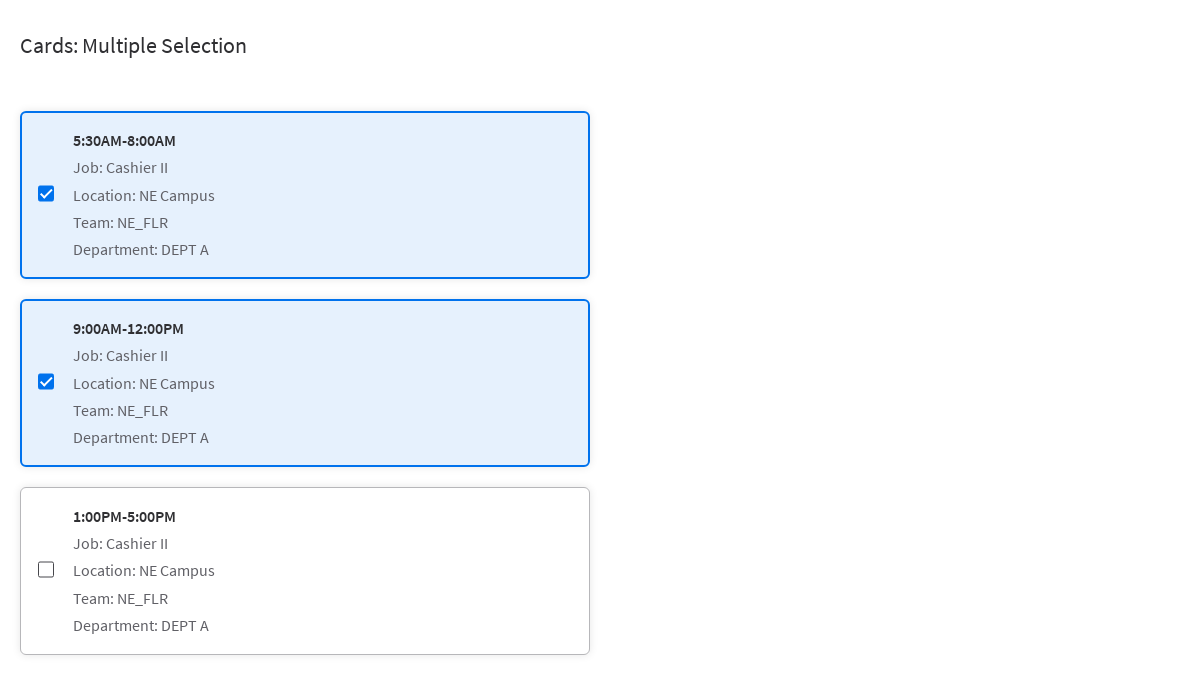 Cards: Multiple Selection
5:30AM-8:00AM
Job: Cashier II
Location: NE Campus
Team: NE_FLR
Department: DEPT A
9:00AM-12:00PM
Job: Cashier II
Location: NE Campus
Team: NE_FLR
Department: DEPT A
1:00PM-5:00PM
Job: Cashier II
Location: NE Campus
Team: NE_FLR
Department: DEPT A